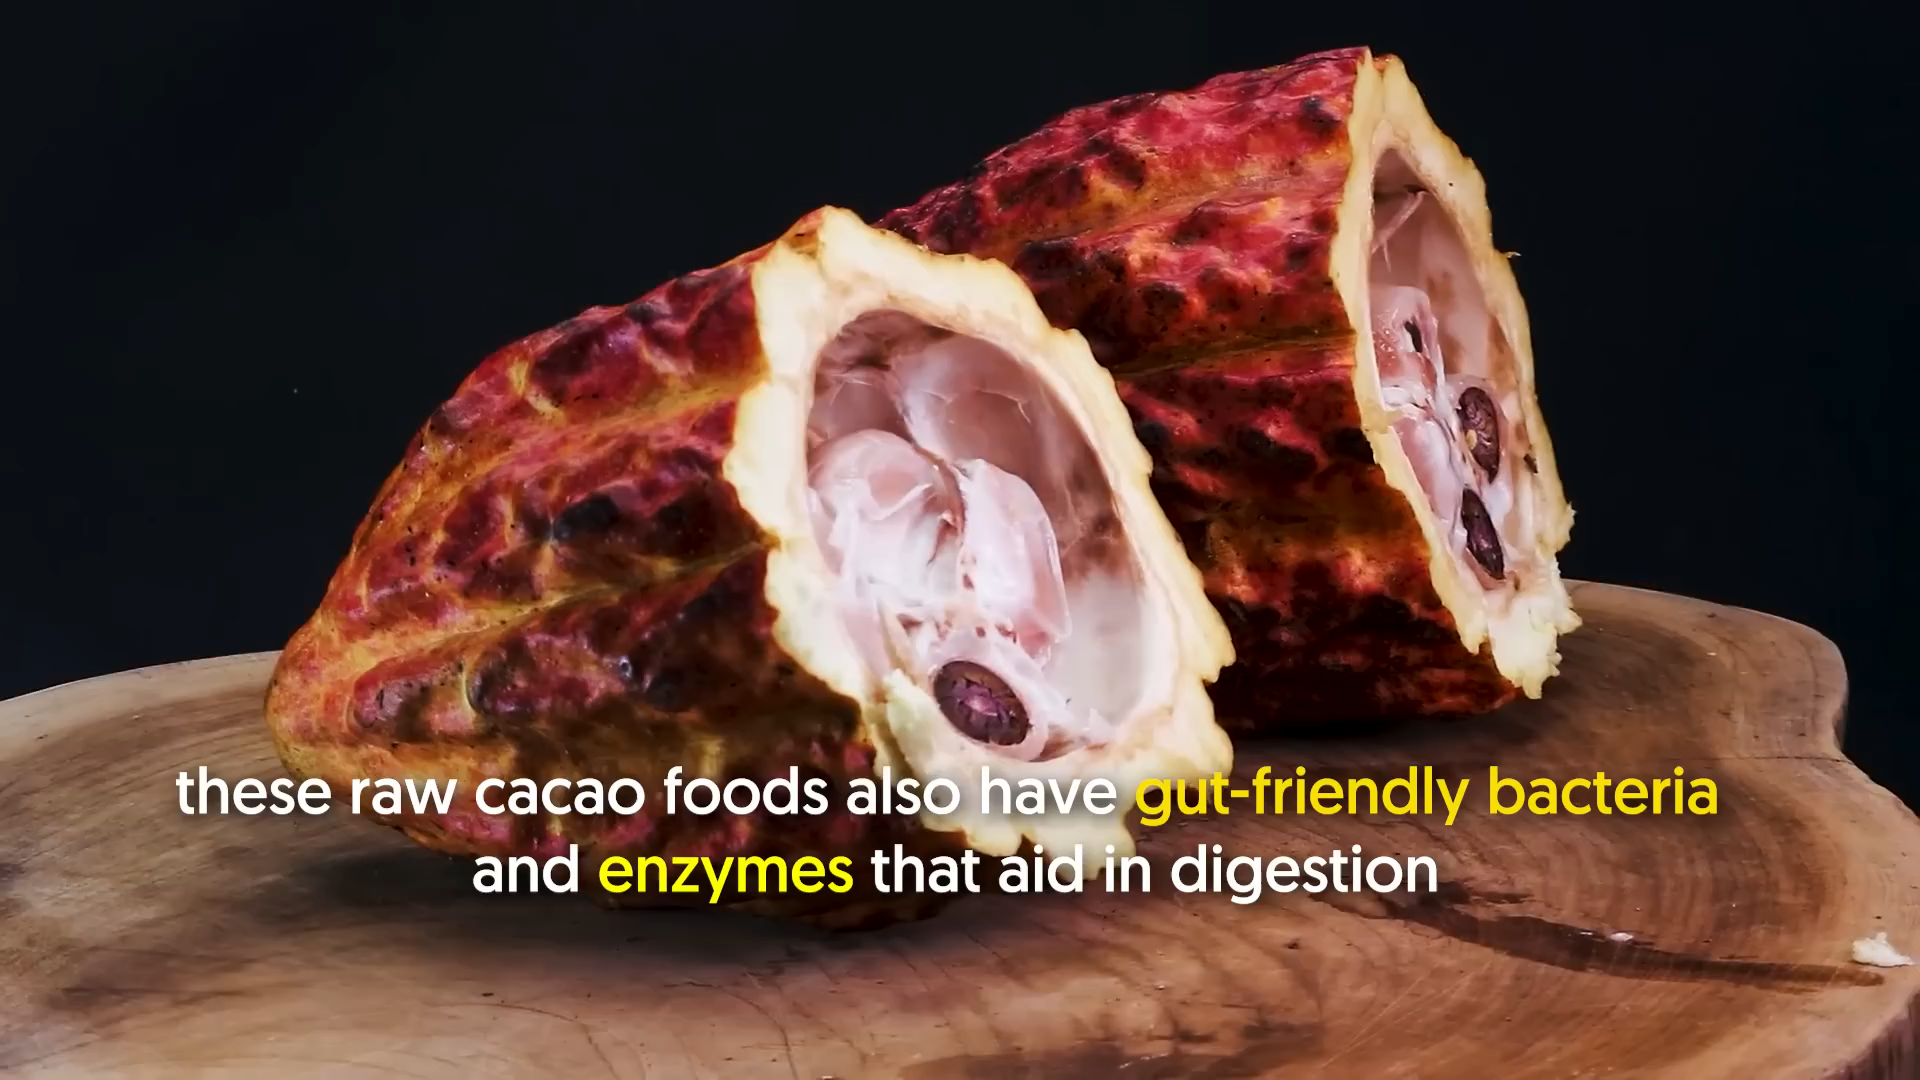 these raw cacao foods also have gut-friendly bacteria
and enzymes that aid in digestion